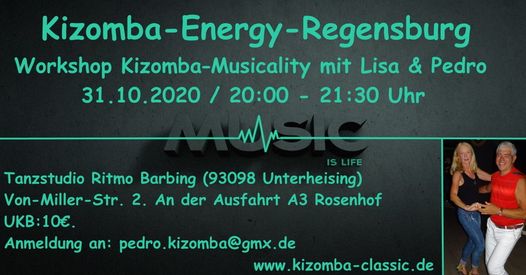 Kizomba-Energy-Regensburg
Workshop Kizomba-Musicality mit Lisa & Pedro
31.10.2020 / 20:00 - 21:30 Uhr
MUSIC
IS LIFE
Tanzstudio Ritmo Barbing (93098 Unterheising)
Von-Miller-Str. 2. An der Ausfahrt A3 Rosenhof
UKB:10€.
Anmeldung an: pedro.kizomba@gmx.de
www.kizomba-classic.de